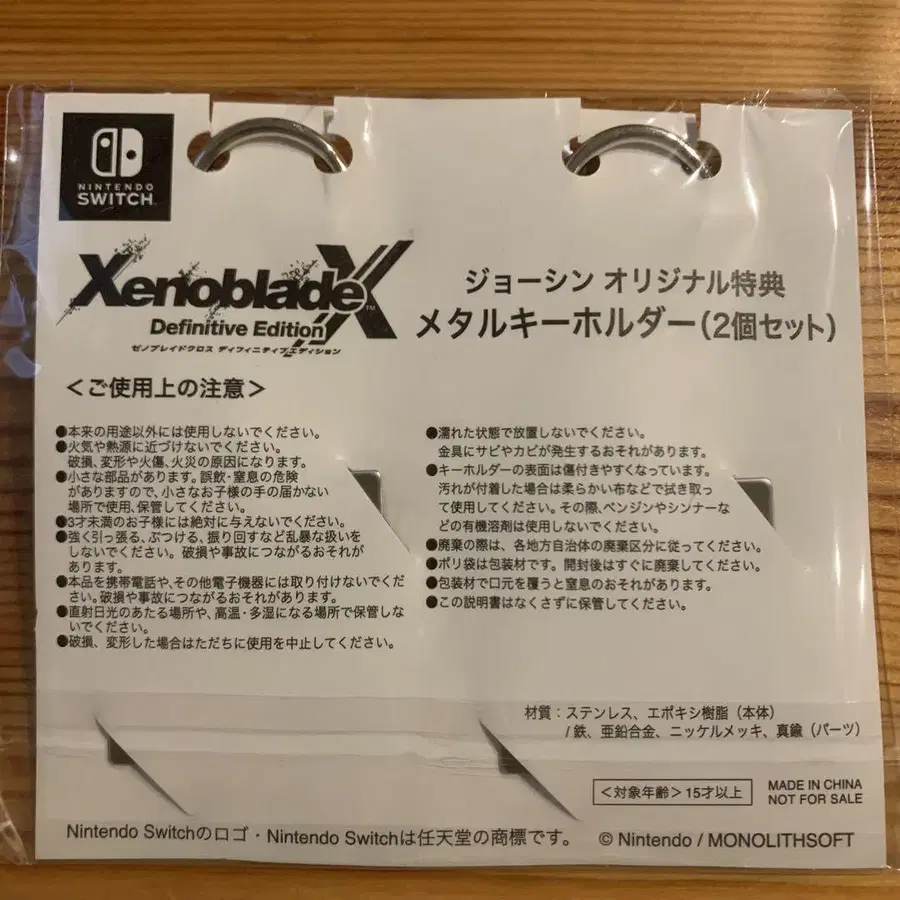 NINTENDO
SWITCH
XenobladeX
Definitive Edition
ゼノブレイドクロス ディフィニティブ エディション
ジョーシン オリジナル特典
メタルキーホルダー(2個セット)
<ご使用上の注意>
●本来の用途以外には使用しないでください。
●火気や熱源に近づけないでください。
破損、変形や火傷、火災の原因になります。
●小さな部品があります。誤飲・窒息の危険
がありますので、小さなお子様の手の届かない
場所で使用、保管してください。
●3才未満のお子様には絶対に与えないでください。
●強く引っ張る、ぶつける、振り回すなど乱暴な扱いを
しないでください。破損や事故につながるおそれが
あります。
●本品を携帯電話や、その他電子機器には取り付けないでくだ
さい。破損や事故につながるおそれがあります。
●直射日光のあたる場所や、高温・多湿になる場所で保管しな
いでください。
●破損、変形した場合はただちに使用を中止してください。
●濡れた状態で放置しないでください。
金具にサビやカビが発生するおそれがあります。
●キーホルダーの表面は傷付きやすくなっています。
汚れが付着した場合は柔らかい布などで拭き取っ
て使用してください。その際、ベンジンやシンナーな
どの有機溶剤は使用しないでください。
●廃棄の際は、各地方自治体の廃棄区分に従ってください。
●ポリ袋は包装材です。開封後はすぐに廃棄してください。
●包装材で口元を覆うと窒息のおそれがあります。
●この説明書はなくさずに保管してください。
材質:ステンレス、エポキシ樹脂(本体)
/鉄、亜鉛合金、ニッケルメッキ、真鍮(パーツ)
<対象年齢>15才以上
MADE IN CHINA
NOT FOR SALE
Nintendo Switchのロゴ・Nintendo Switchは任天堂の商標です。
© Nintendo / MONOLITHSOFT